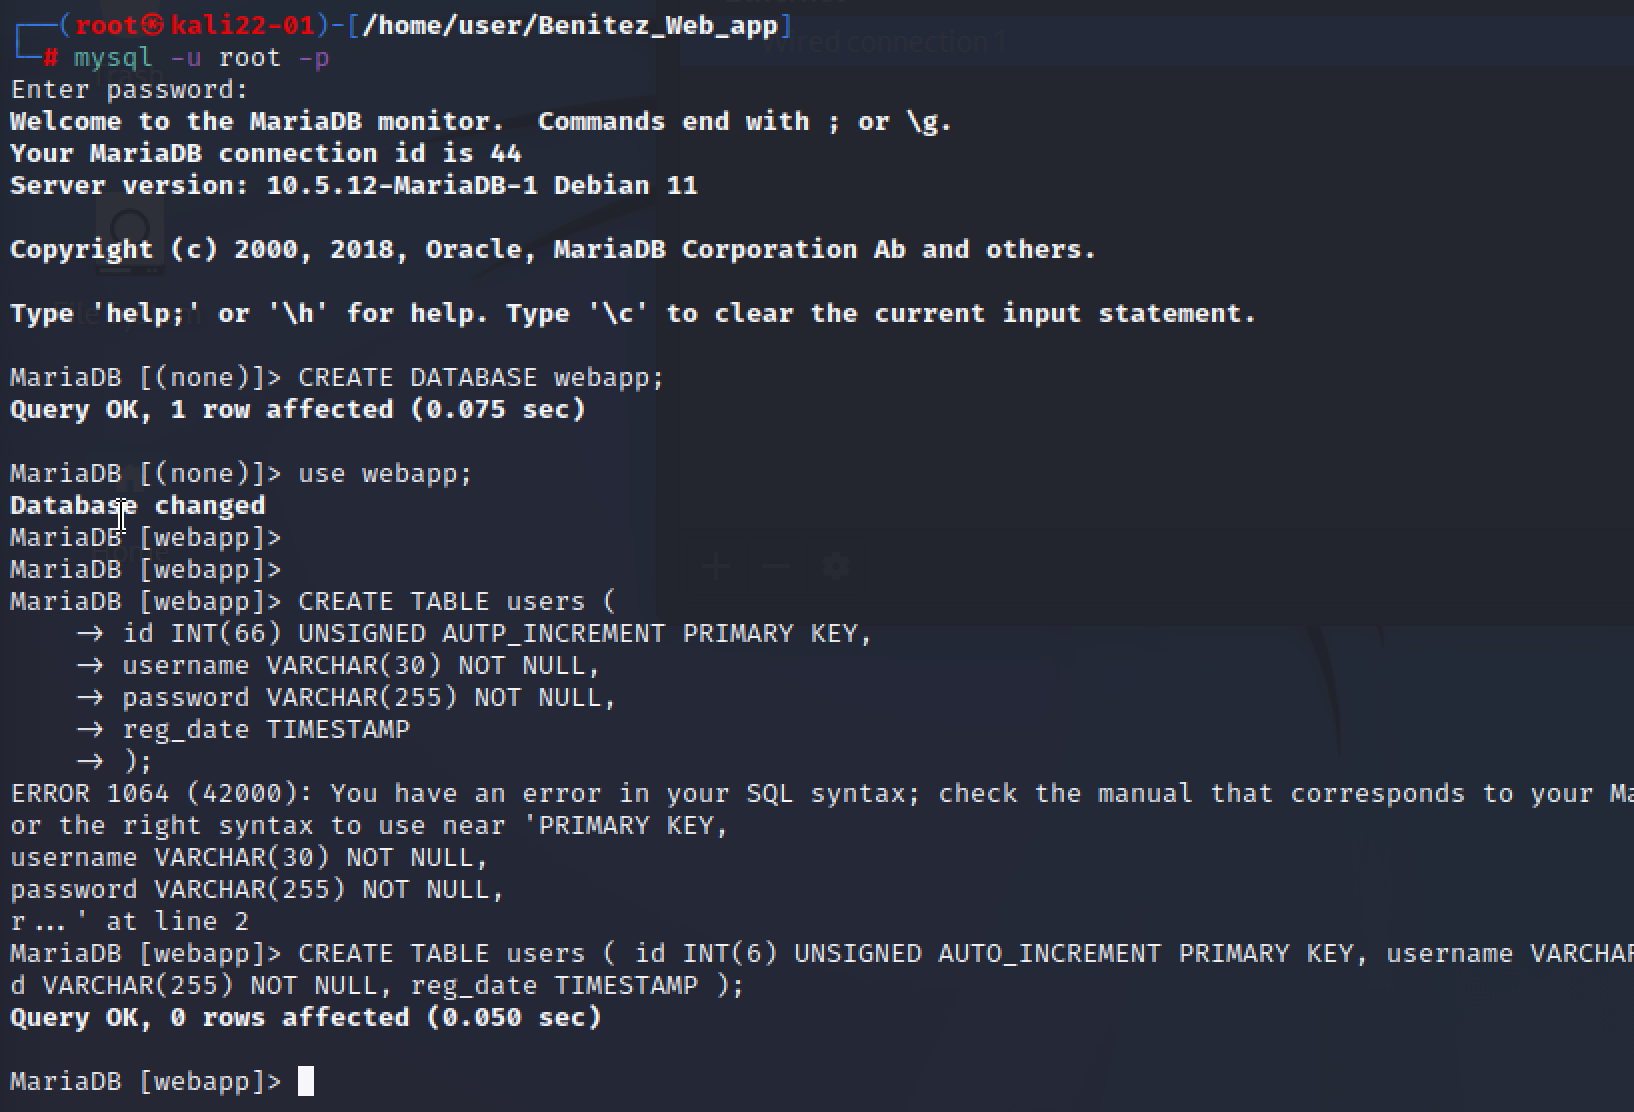 ┌──(root㉿kali22-01)-[/home/user/Benitez_Web_app]
└─# mysql -u root -p
Enter password:
Welcome to the MariaDB monitor.  Commands end with ; or \g.
Your MariaDB connection id is 44
Server version: 10.5.12-MariaDB-1 Debian 11

Copyright (c) 2000, 2018, Oracle, MariaDB Corporation Ab and others.

Type 'help;' or '\h' for help. Type '\c' to clear the current input statement.

MariaDB [(none)]> CREATE DATABASE webapp;
Query OK, 1 row affected (0.075 sec)

MariaDB [(none)]> use webapp;
Database changed
MariaDB [webapp]>
MariaDB [webapp]>
MariaDB [webapp]> CREATE TABLE users (
    -> id INT(66) UNSIGNED AUTP_INCREMENT PRIMARY KEY,
    -> username VARCHAR(30) NOT NULL,
    -> password VARCHAR(255) NOT NULL,
    -> reg_date TIMESTAMP
    -> );
ERROR 1064 (42000): You have an error in your SQL syntax; check the manual that corresponds to your Ma
or the right syntax to use near 'PRIMARY KEY,
username VARCHAR(30) NOT NULL,
password VARCHAR(255) NOT NULL,
r...' at line 2
MariaDB [webapp]> CREATE TABLE users ( id INT(6) UNSIGNED AUTO_INCREMENT PRIMARY KEY, username VARCHAR
d VARCHAR(255) NOT NULL, reg_date TIMESTAMP );
Query OK, 0 rows affected (0.050 sec)

MariaDB [webapp]>
Wired connection 1
Home